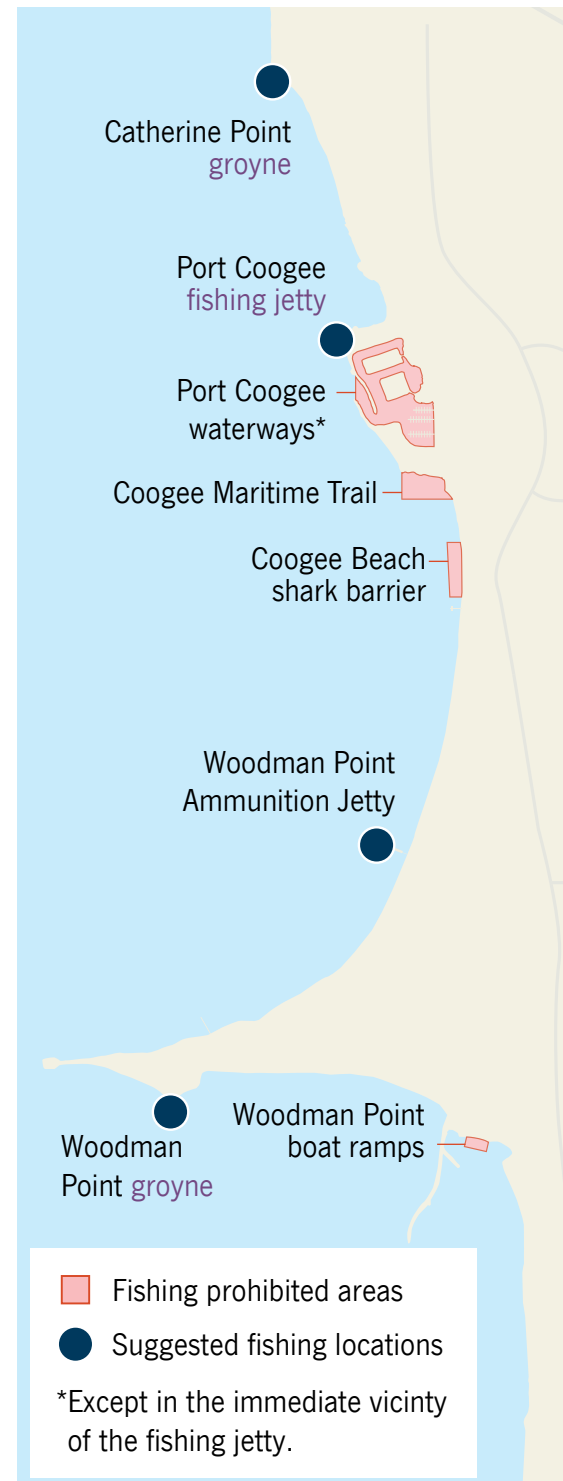 Catherine Point
groyne
Port Coogee
fishing jetty
Port Coogee
waterways*
Coogee Maritime Trail
Coogee Beach
shark barrier
Woodman Point
Ammunition Jetty
Woodman
Point groyne
Woodman Point
boat ramps
Fishing prohibited areas
Suggested fishing locations
*Except in the immediate vicinty
of the fishing jetty.